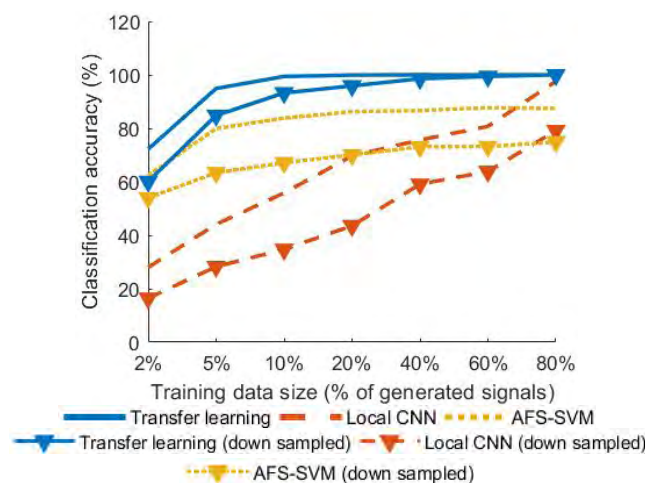 120
100
80
60
40
20
0
Classification accuracy (%)
2% 5% 10% 20% 40% 60% 80%
Training data size (% of generated signals)
Transfer learning Local CNN AFS-SVM
Transfer learning (down sampled) Local CNN (down sampled)
AFS-SVM (down sampled)